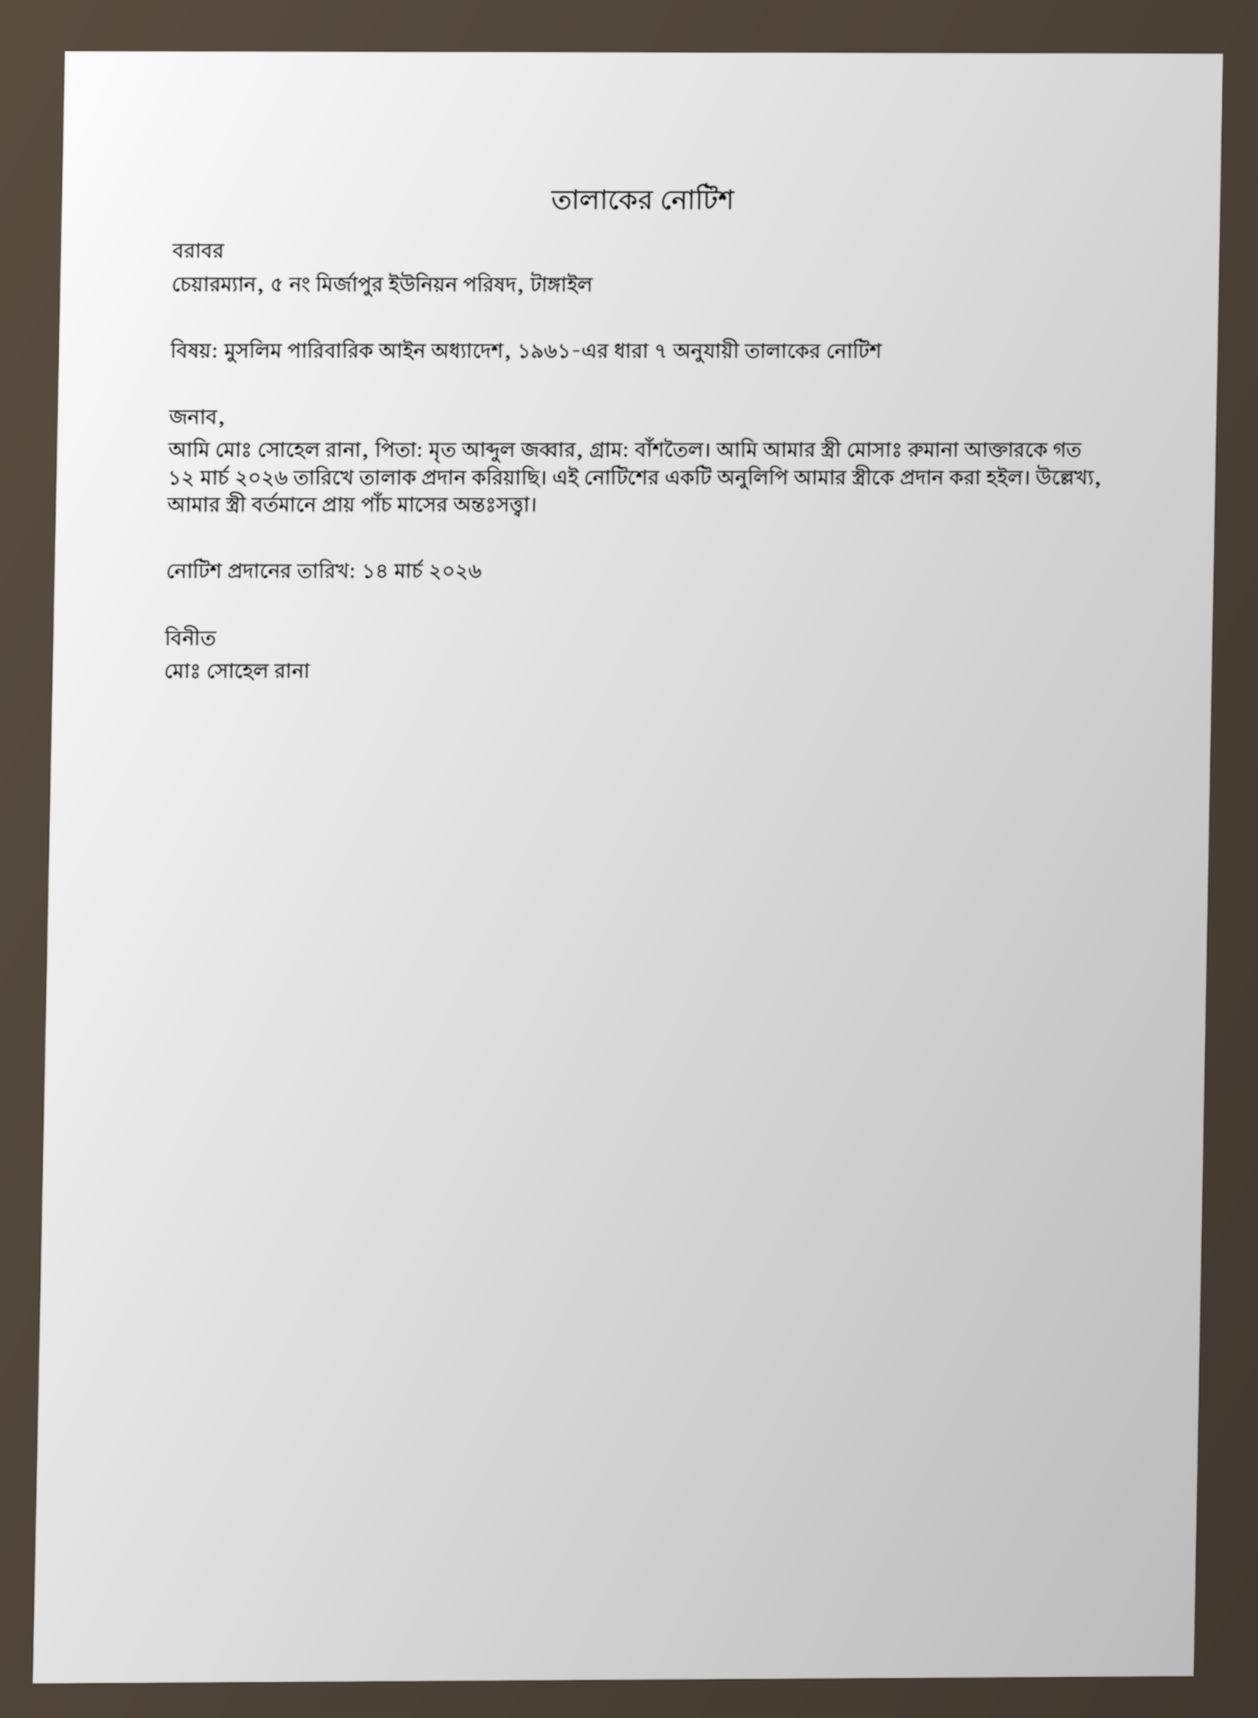 তালাকের নোটিশ
বরাবর
চেয়ারম্যান, ৫ নং মির্জাপুর ইউনিয়ন পরিষদ, টাঙ্গাইল
বিষয়: মুসলিম পারিবারিক আইন অধ্যাদেশ, ১৯৬১-এর ধারা ৭ অনুযায়ী তালাকের নোটিশ
জনাব,
আমি মোঃ সোহেল রানা, পিতা: মৃত আব্দুল জব্বার, গ্রাম: বাঁশতৈল। আমি আমার স্ত্রী মোসাঃ রুমানা আক্তারকে গত
১২ মার্চ ২০২৬ তারিখে তালাক প্রদান করিয়াছি। এই নোটিশের একটি অনুলিপি আমার স্ত্রীকে প্রদান করা হইল। উল্লেখ্য,
আমার স্ত্রী বর্তমানে প্রায় পাঁচ মাসের অন্তঃসত্ত্বা।
নোটিশ প্রদানের তারিখ: ১৪ মার্চ ২০২৬
বিনীত
মোঃ সোহেল রানা